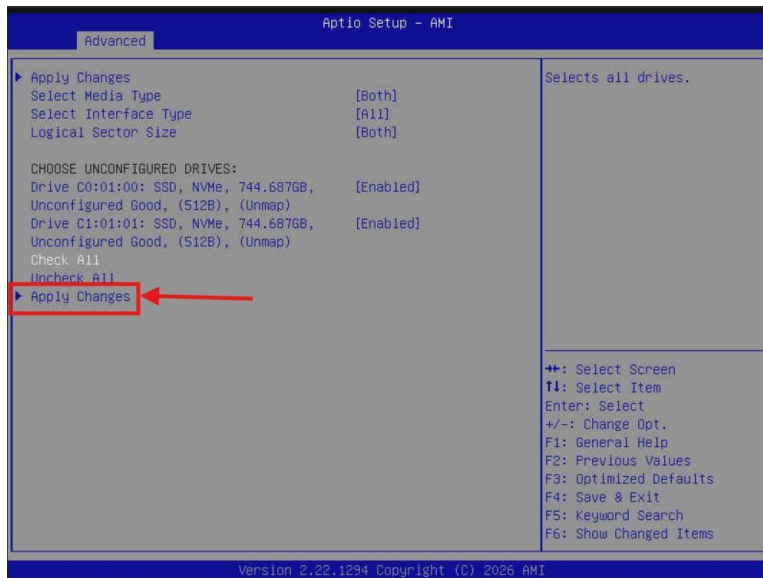 Aptio Setup - AMI
Advanced
Apply Changes
Select Media Type [Both]
Select Interface Type [All]
Logical Sector Size [Both]
CHOOSE UNCONFIGURED DRIVES:
Drive C0:01:00: SSD, NVMe, 744.687GB, [Enabled]
Unconfigured Good, (512B), (Unmap)
Drive C1:01:01: SSD, NVMe, 744.687GB, [Enabled]
Unconfigured Good, (512B), (Unmap)
Check All
Uncheck All
Apply Changes
Selects all drives.
→←: Select Screen
↑↓: Select Item
Enter: Select
+/-: Change Opt.
F1: General Help
F2: Previous Values
F3: Optimized Defaults
F4: Save & Exit
F5: Keyword Search
F6: Show Changed Items
Version 2.22.1294 Copyright (C) 2026 AMI